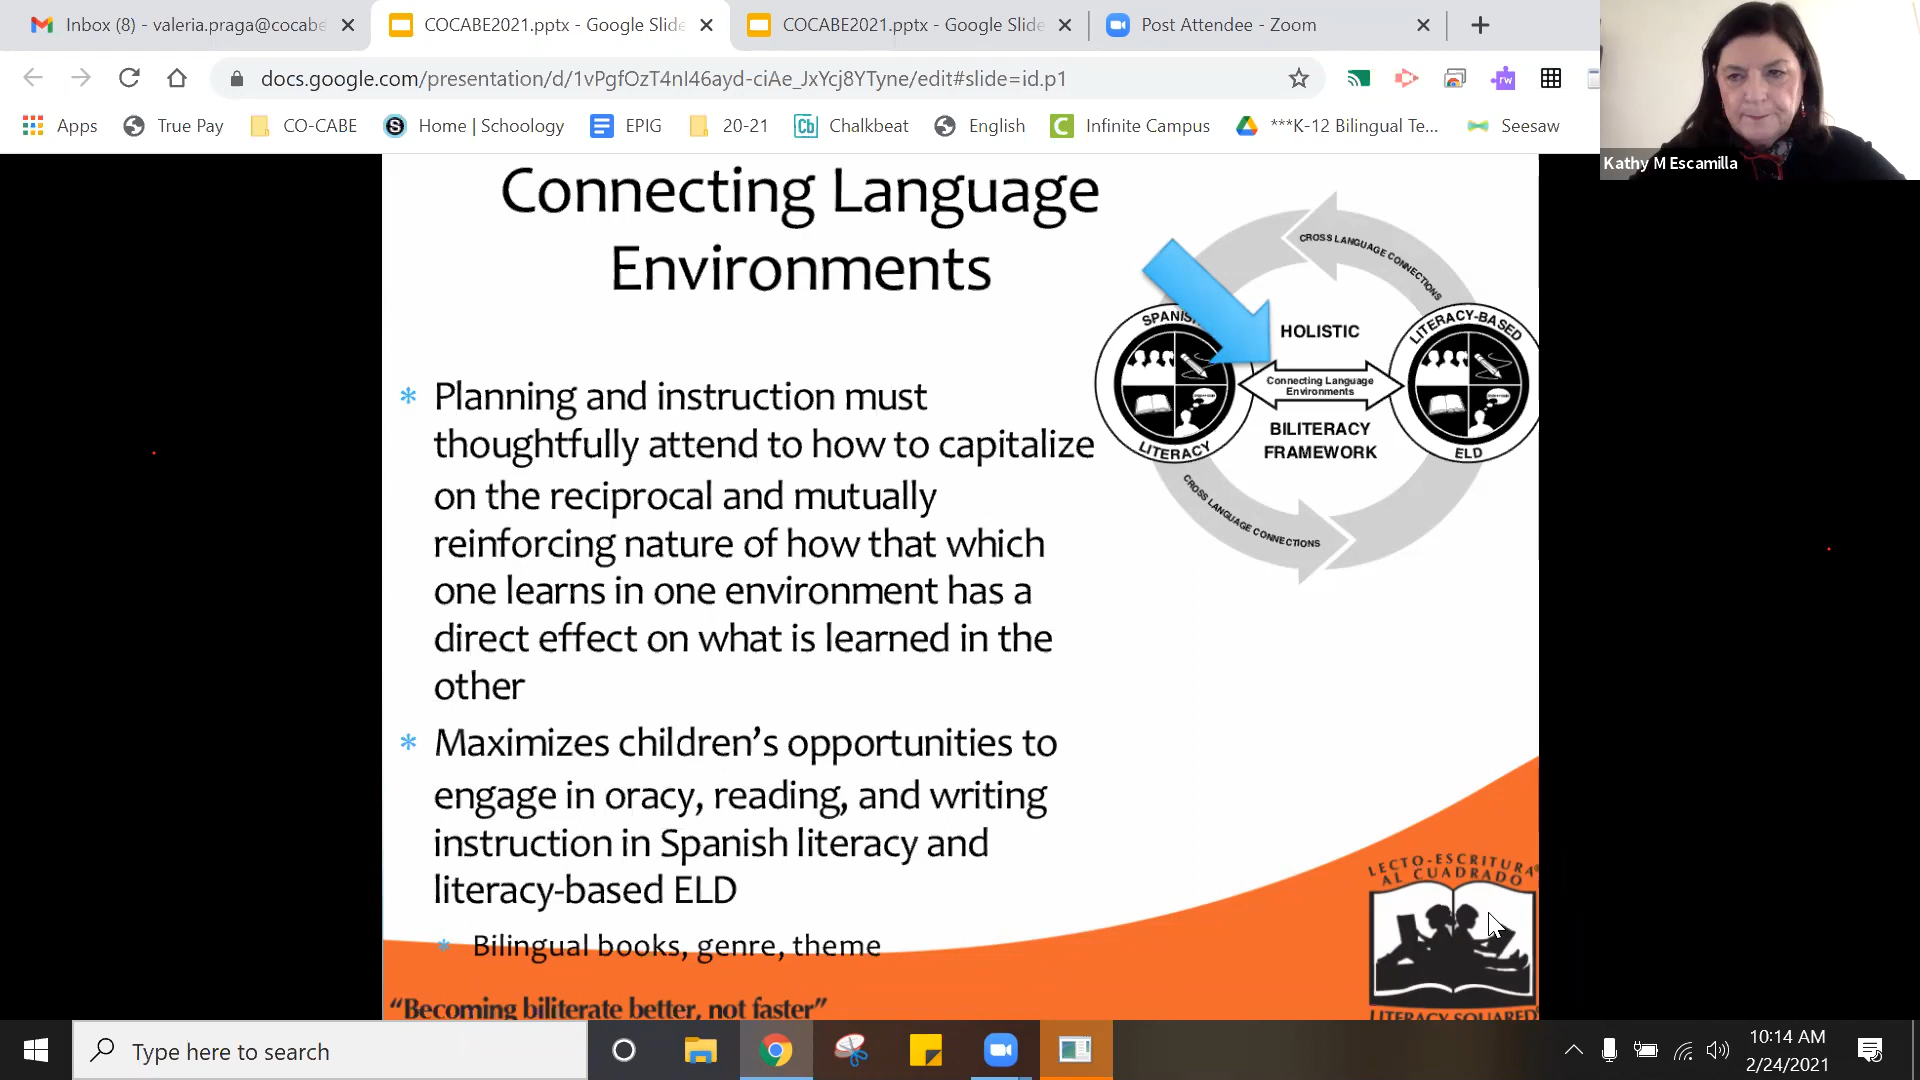 Inbox (8) - valeria.praga@cocabe
COCABE2021.pptx - Google Slide
COCABE2021.pptx - Google Slide
Post Attendee - Zoom
docs.google.com/presentation/d/1vPgfOzT4nI46ayd-ciAe_JxYcj8YTyne/edit#slide=id.p1
rw
Apps
True Pay
CO-CABE
Home | Schoology
EPIG
20-21
Chalkbeat
English
Infinite Campus
***K-12 Bilingual Te...
Seesaw
Kathy M Escamilla
Connecting Language
Environments
CROSS LANGUAGE CONNECTIONS
SPANISH
LITERACY
HOLISTIC
Connecting Language
Environments
BILITERACY
FRAMEWORK
LITERACY-BASED
ELD
CROSS LANGUAGE CONNECTIONS
* Planning and instruction must
thoughtfully attend to how to capitalize
on the reciprocal and mutually
reinforcing nature of how that which
one learns in one environment has a
direct effect on what is learned in the
other
* Maximizes children's opportunities to
engage in oracy, reading, and writing
instruction in Spanish literacy and
literacy-based ELD
* Bilingual books, genre, theme
“Becoming biliterate better, not faster”
LECTO-ESCRITURA
AL CUADRADO
LITERACY SQUARED
Type here to search
10:14 AM
2/24/2021